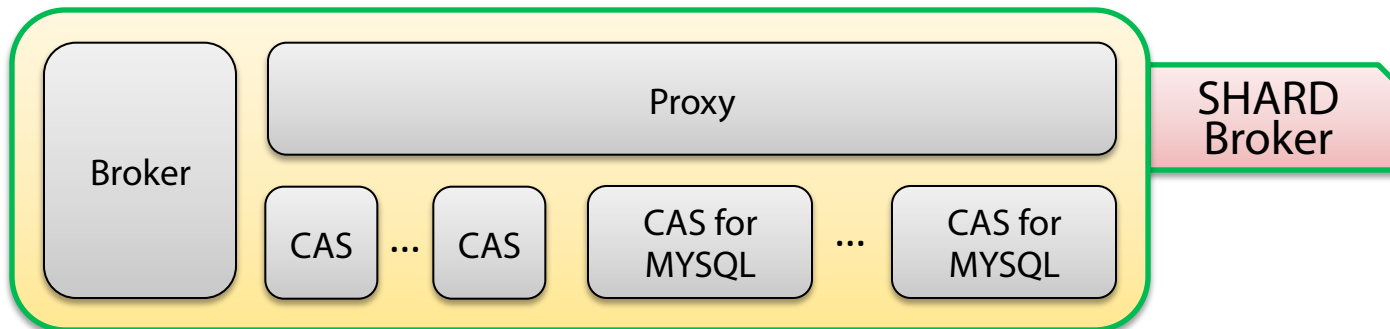 Proxy
SHARD
Broker
Broker
CAS
...
CAS
CAS for
MYSQL
...
CAS for
MYSQL